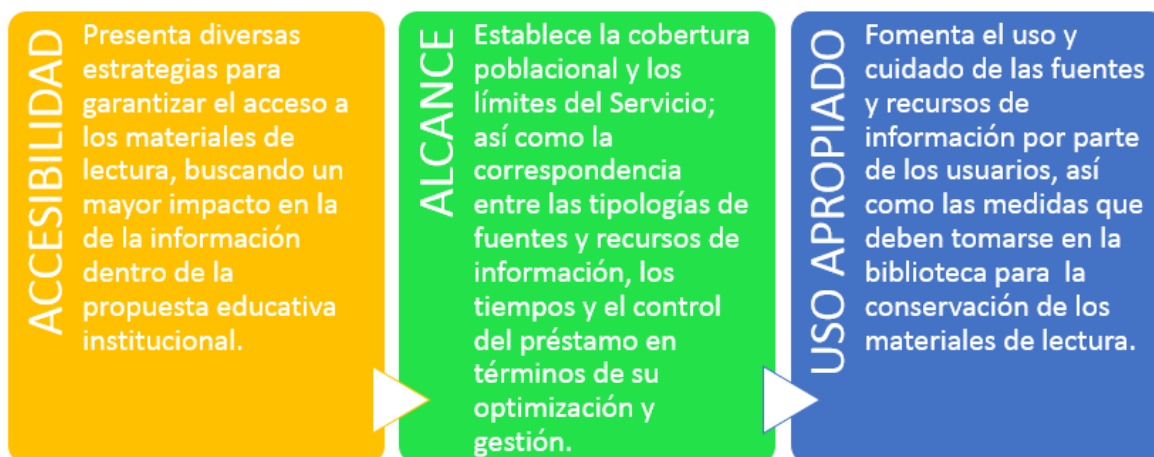 ACCESIBILIDAD
Presenta diversas
estrategias para
garantizar el acceso a
los materiales de
lectura, buscando un
mayor impacto en la
de la información
dentro de la
propuesta educativa
institucional.
ALCANCE
Establece la cobertura
poblacional y los
límites del Servicio;
así como la
correspondencia
entre las tipologías de
fuentes y recursos de
información, los
tiempos y el control
del préstamo en
términos de su
optimización y
gestión.
USO APROPIADO
Fomenta el uso y
cuidado de las fuentes
y recursos de
información por parte
de los usuarios, así
como las medidas que
deben tomarse en la
biblioteca para  la
conservación de los
materiales de lectura.